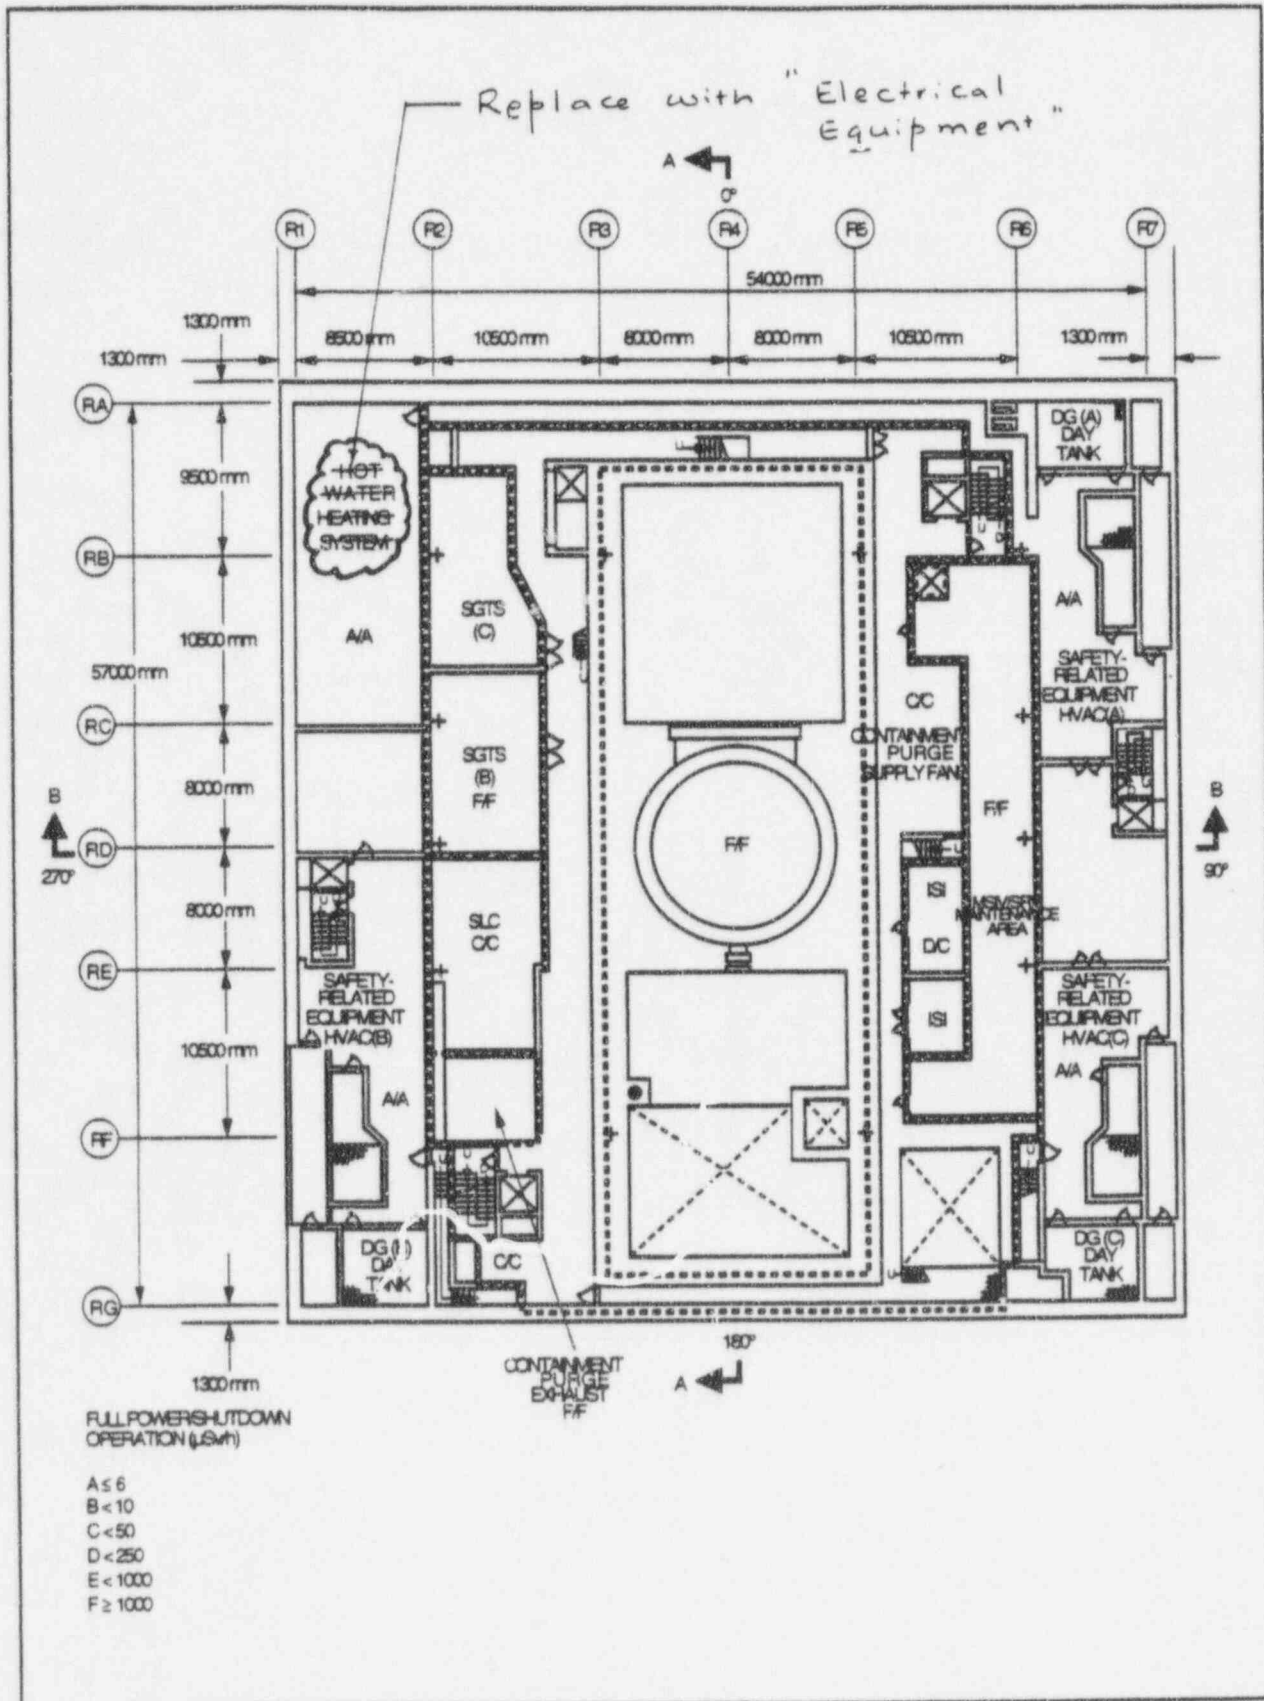 Replace with "Electrical
Equipment"
A
0°
R1 R2 R3 R4 R5 R6 R7
54000 mm
1300 mm
8500 mm 10500 mm 8000 mm 8000 mm 10500 mm 1300 mm
1300 mm
RA
9500 mm
RB
10500 mm
57000 mm
RC
8000 mm
B
270°
RD
8000 mm
RE
10500 mm
RF
RG
1300 mm
HOT
WATER
HEATING
SYSTEM
A/A
SGTS
(C)
SGTS
(B)
F/F
SLC
C/C
SAFETY-
RELATED
EQUIPMENT
HVAC(B)
A/A
DG
DAY
TANK
C/C
F/F
C/C
CONTAINMENT
PURGE
SUPPLY FAN
F/F
ISI
D/C
ISI
MAINTENANCE
AREA
DG (A)
DAY
TANK
A/A
SAFETY-
RELATED
EQUIPMENT
HVAC(A)
B
90°
SAFETY-
RELATED
EQUIPMENT
HVAC(C)
A/A
DG (C)
DAY
TANK
CONTAINMENT
PURGE
EXHAUST
F/F
180°
A
FULL POWER/SHUTDOWN
OPERATION (µSv/h)
A ≤ 6
B < 10
C < 50
D < 250
E < 1000
F ≥ 1000